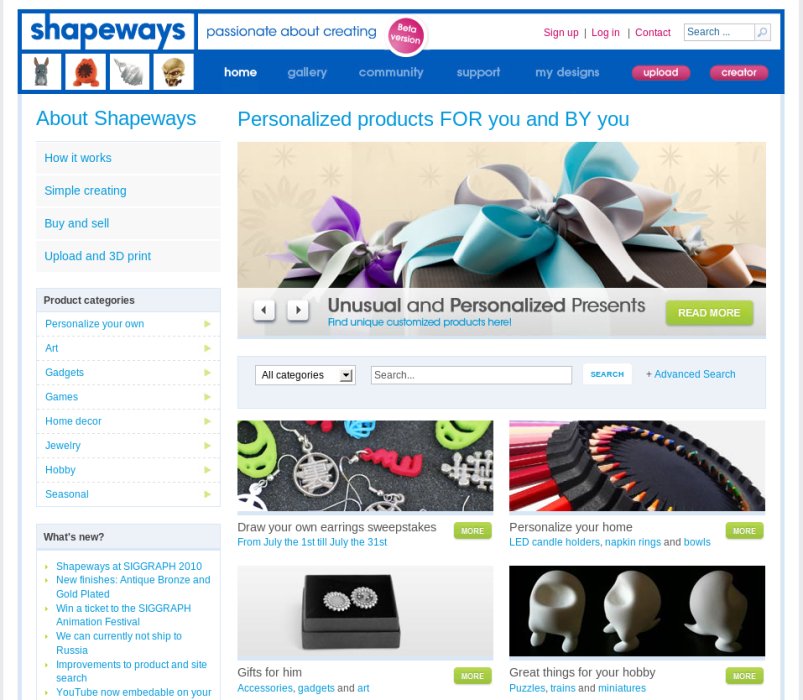 shapeways
passionate about creating
Beta
version
Sign up | Log in | Contact
Search ...
home gallery community support my designs upload creator
About Shapeways
How it works
Simple creating
Buy and sell
Upload and 3D print
Product categories
Personalize your own
Art
Gadgets
Games
Home decor
Jewelry
Hobby
Seasonal
What's new?
Shapeways at SIGGRAPH 2010
New finishes: Antique Bronze and
Gold Plated
Win a ticket to the SIGGRAPH
Animation Festival
We can currently not ship to
Russia
Improvements to product and site
search
YouTube now embedable on your
Personalized products FOR you and BY you
Unusual and Personalized Presents
Find unique customized products here!
READ MORE
All categories
Search...
SEARCH
+ Advanced Search
Draw your own earrings sweepstakes
From July the 1st till July the 31st
MORE
Personalize your home
LED candle holders, napkin rings and bowls
MORE
Gifts for him
Accessories, gadgets and art
MORE
Great things for your hobby
Puzzles, trains and miniatures
MORE